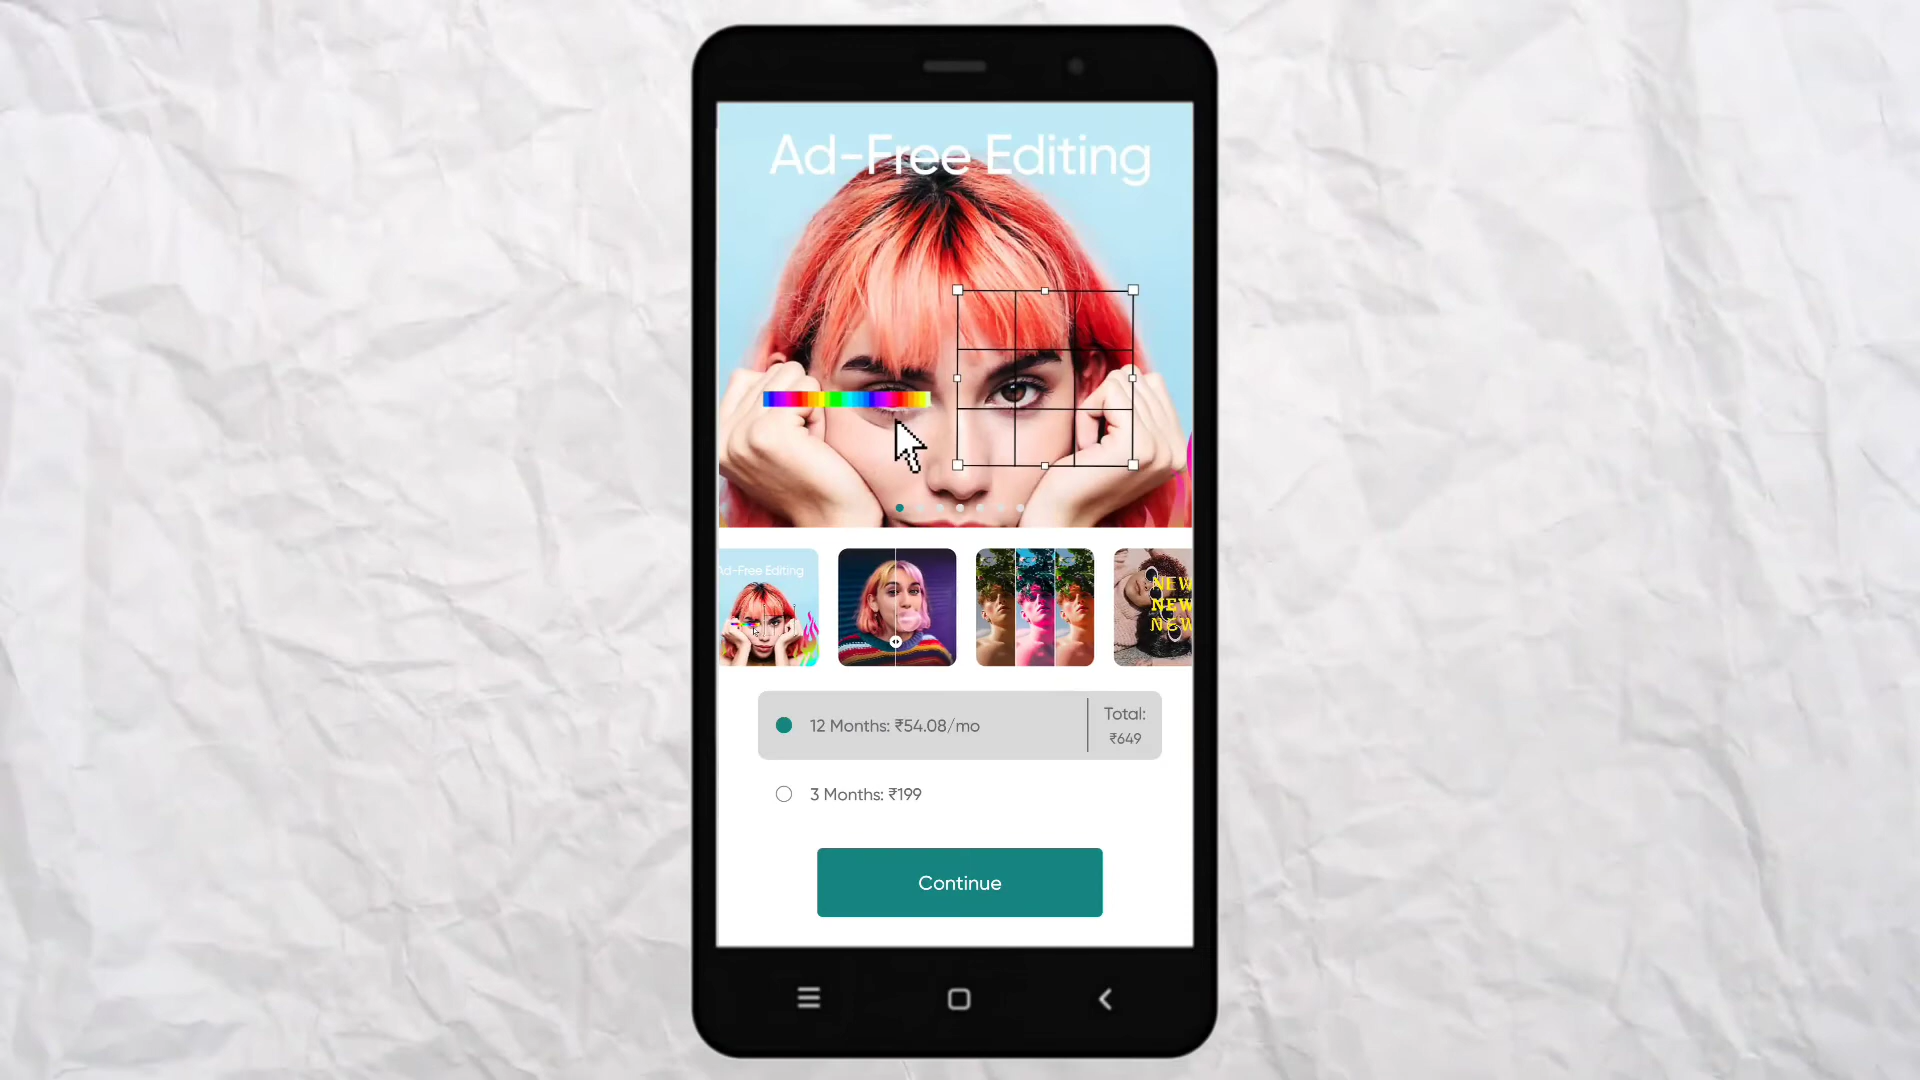 Ad-Free Editing
Ad-Free Editing
NEW
NEW
NEW
12 Months: ₹54.08/mo
Total:
₹649
3 Months: ₹199
Continue